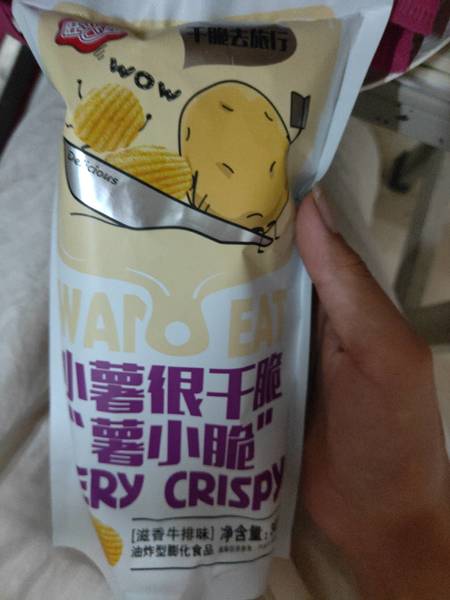 干脆去旅行
WOW
Delicious
EAT
小薯很干脆
"薯小脆"
ERY CRISPY
[滋香牛排味] 净含量:
油炸型膨化食品